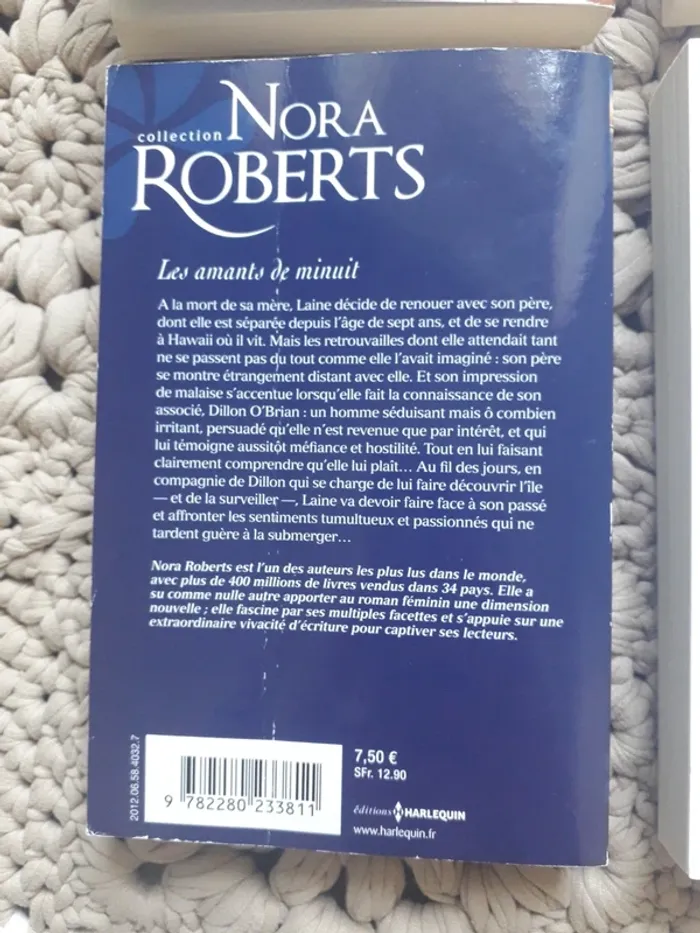 collection NORA
ROBERTS
Les amants de minuit
A la mort de sa mère, Laine décide de renouer avec son père,
dont elle est séparée depuis l'âge de sept ans, et de se rendre
à Hawaii où il vit. Mais les retrouvailles dont elle attendait tant
ne se passent pas du tout comme elle l'avait imaginé : son père
se montre étrangement distant avec elle. Et son impression
de malaise s'accentue lorsqu'elle fait la connaissance de son
associé, Dillon O'Brian : un homme séduisant mais ô combien
irritant, persuadé qu'elle n'est revenue que par intérêt, et qui
lui témoigne aussitôt méfiance et hostilité. Tout en lui faisant
clairement comprendre qu'elle lui plaît... Au fil des jours, en
compagnie de Dillon qui se charge de lui faire découvrir l'île
— et de la surveiller —, Laine va devoir faire face à son passé
et affronter les sentiments tumultueux et passionnés qui ne
tardent guère à la submerger...
Nora Roberts est l'un des auteurs les plus lus dans le monde,
avec plus de 400 millions de livres vendus dans 34 pays. Elle a
su comme nulle autre apporter au roman féminin une dimension
nouvelle ; elle fascine par ses multiples facettes et s'appuie sur une
extraordinaire vivacité d'écriture pour captiver ses lecteurs.
2012.06.58.4032.7
9 782280 233811
7,50 €
SFr. 12.90
éditions H HARLEQUIN
www.harlequin.fr